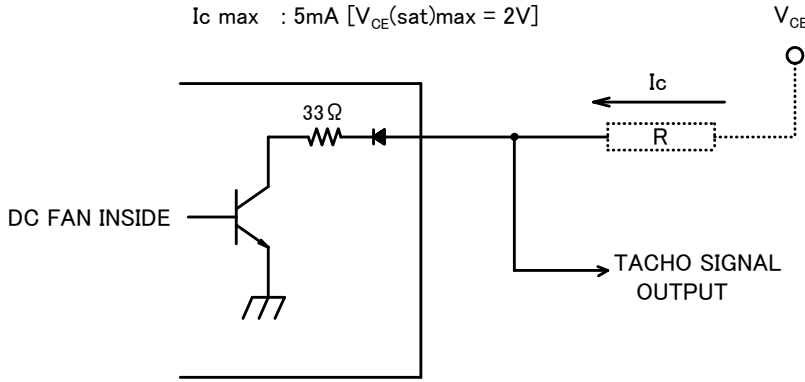 Ic max : 5mA [VCE(sat)max = 2V]
VCE
Ic
33Ω
R
DC FAN INSIDE
TACHO SIGNAL
OUTPUT